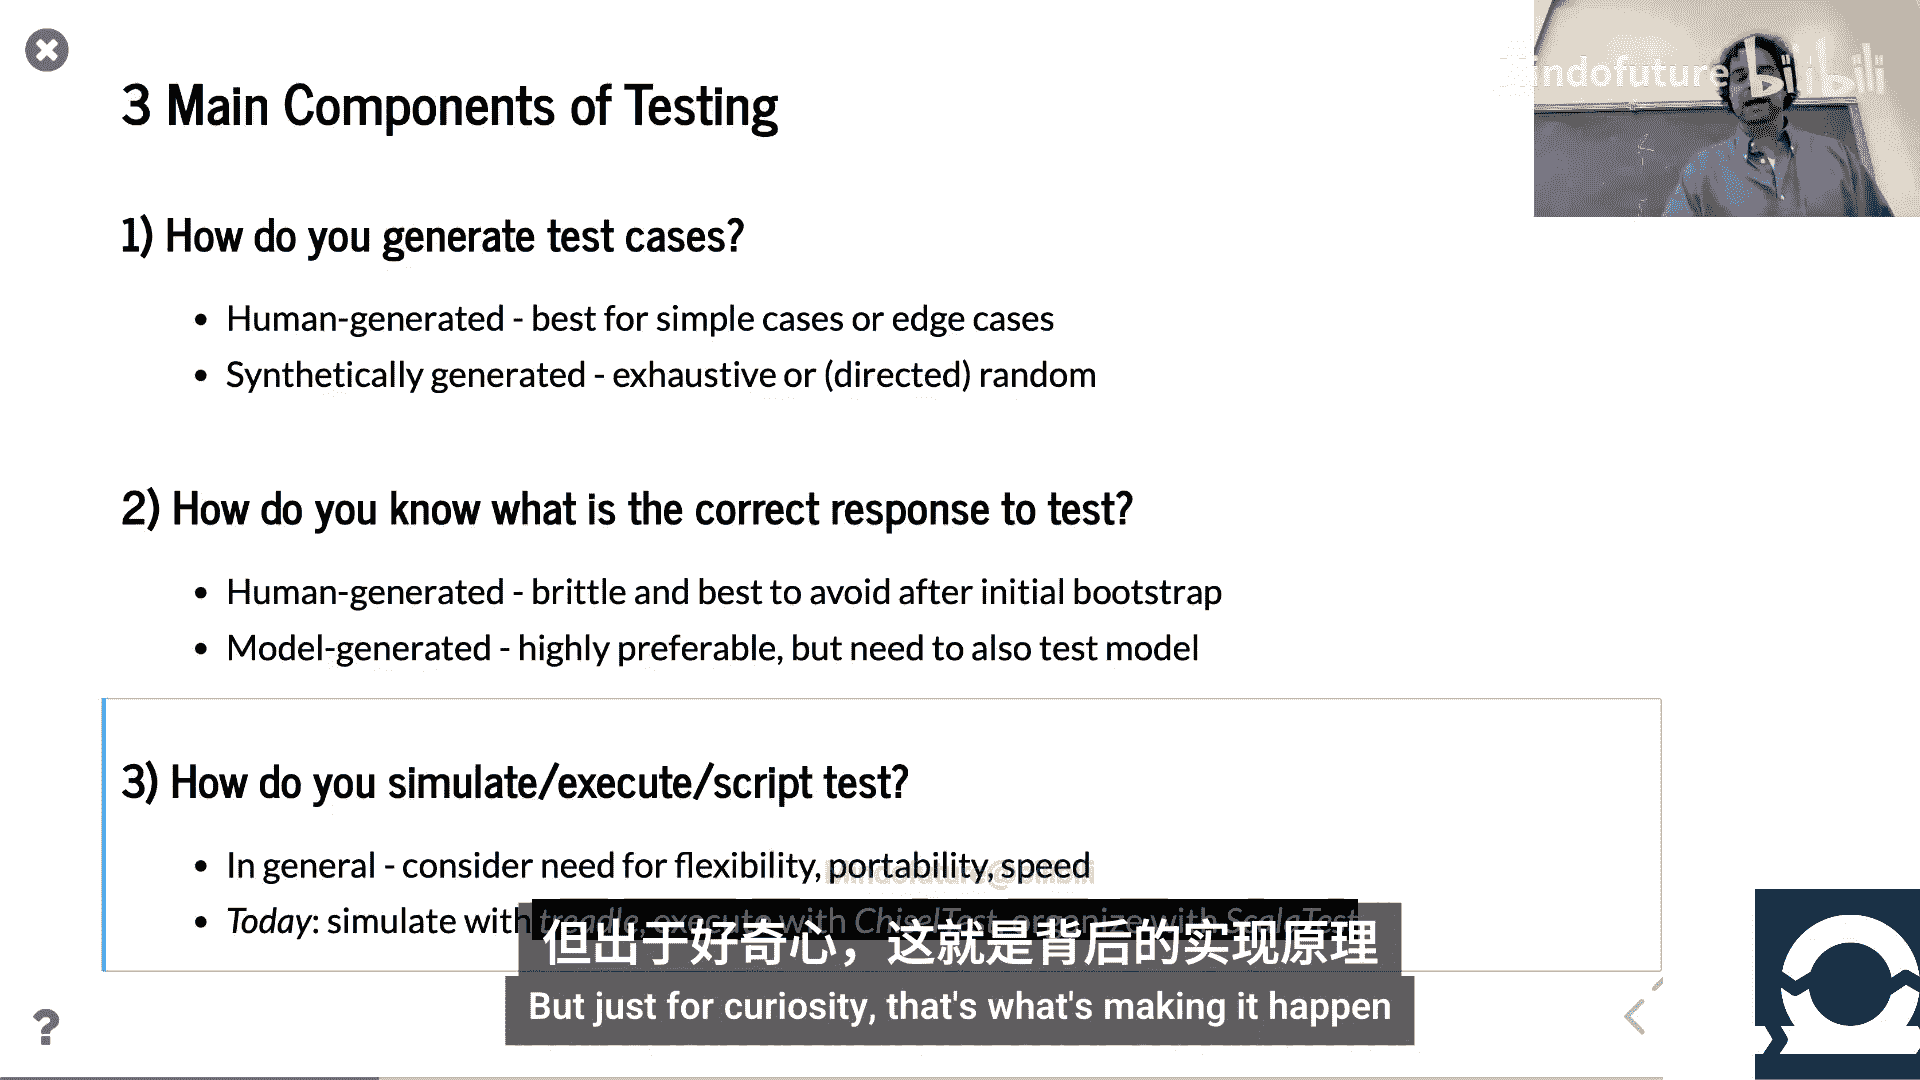 3 Main Components of Testing
indofuture bilibili
1) How do you generate test cases?
Human-generated - best for simple cases or edge cases
Synthetically generated - exhaustive or (directed) random
2) How do you know what is the correct response to test?
Human-generated - brittle and best to avoid after initial bootstrap
Model-generated - highly preferable, but need to also test model
3) How do you simulate/execute/script test?
In general - consider need for flexibility, portability, speed
Today: simulate with treadle, execute with ChiselTest, organize with ScalaTest
但出于好奇心，这就是背后的实现原理
But just for curiosity, that's what's making it happen
?